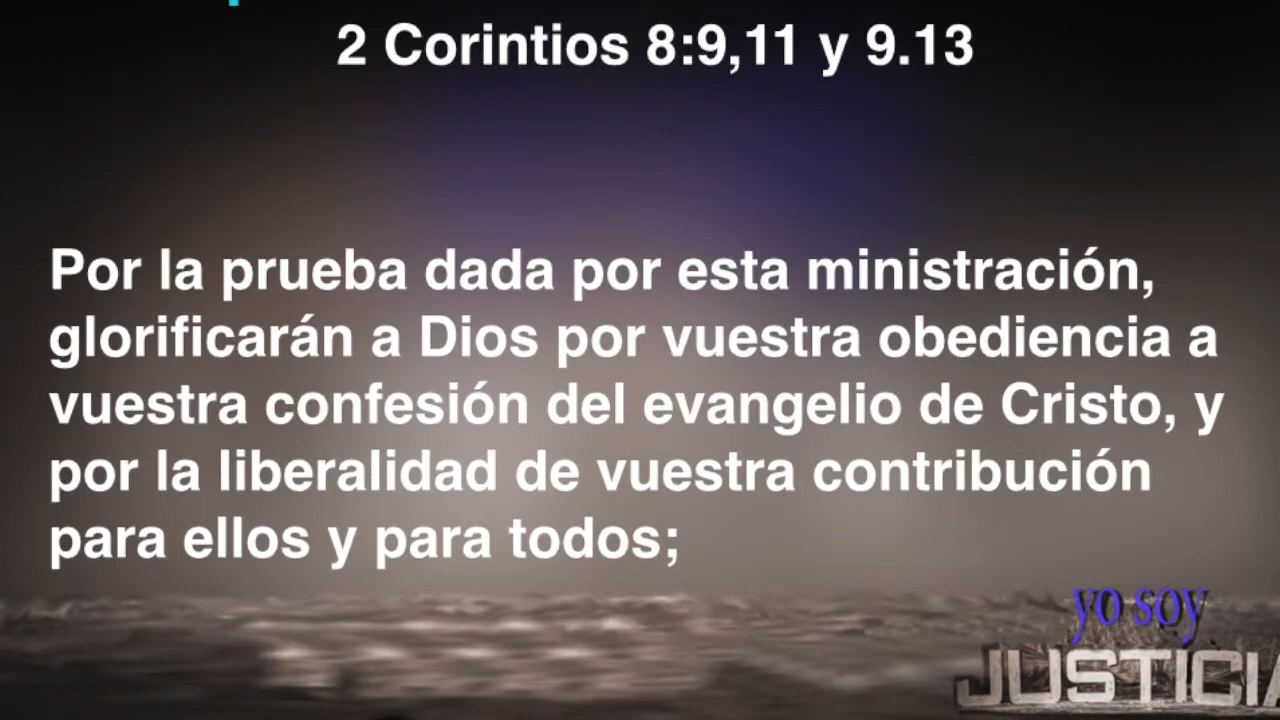 2 Corintios 8:9,11 y 9.13
Por la prueba dada por esta ministración,
glorificarán a Dios por vuestra obediencia a
vuestra confesión del evangelio de Cristo, y
por la liberalidad de vuestra contribución
para ellos y para todos;
yo soy
JUSTICIA